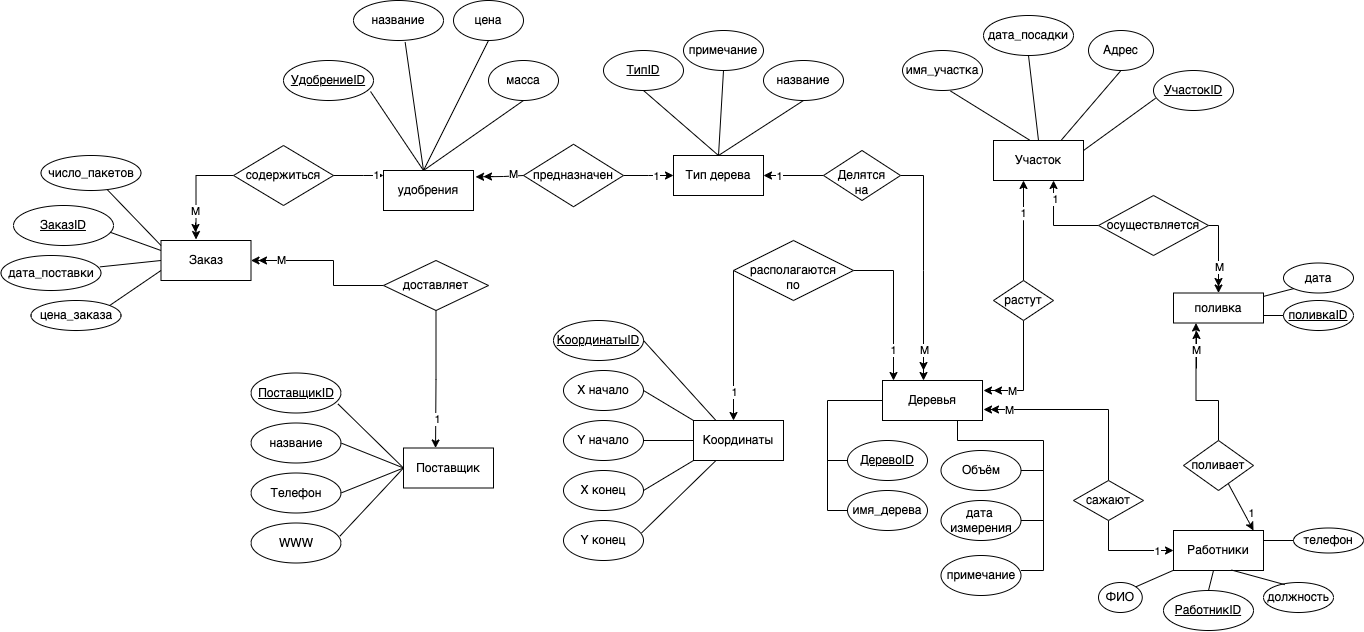 название
цена
УдобрениеID
масса
ТипID
примечание
название
имя_участка
дата_посадки
Адрес
УчастокID
содержиться
1
удобрения
М
предназначен
1
Тип дерева
1
Делятся
на
Участок
число_пакетов
ЗаказID
дата_поставки
цена_заказа
М
Заказ
М
доставляет
1
Поставщик
ПоставщикID
название
Телефон
WWW
располагаются
по
1
1
М
1
растут
М
1
осуществляется
М
поливка
дата
поливкаID
М
КоординатыID
X начало
Y начало
X конец
Y конец
Координаты
Деревья
М
ДеревоID
имя_дерева
Объём
дата
измерения
примечание
сажают
1
поливает
1
Работники
телефон
ФИО
РаботникID
должность